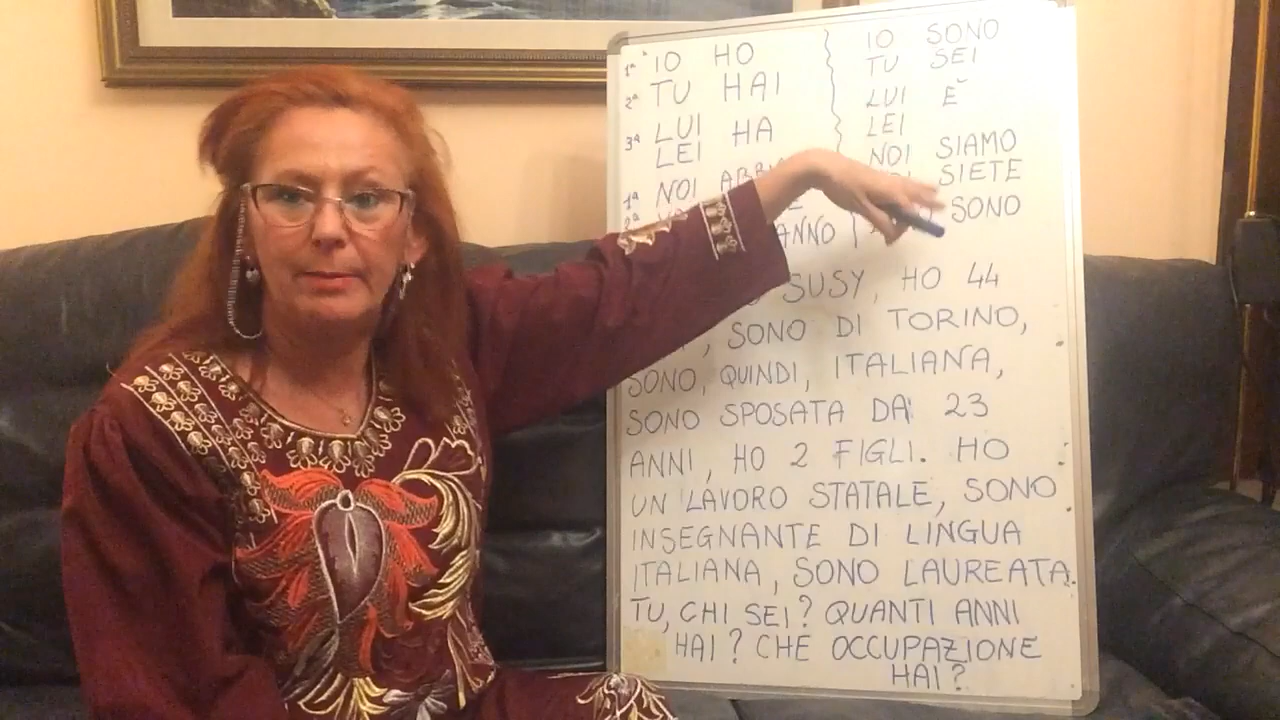 1ª IO HO
2ª TU HAI
3ª LUI
LEI HA
1ª NOI
2ª
ANNO
IO SONO
TU SEI
LUI È
LEI
NOI SIAMO
SIETE
SONO
SUSY, HO 44
, SONO DI TORINO,
SONO, QUINDI, ITALIANA,
SONO SPOSATA DA 23
ANNI, HO 2 FIGLI. HO
UN LAVORO STATALE, SONO
INSEGNANTE DI LINGUA
ITALIANA, SONO LAUREATA.
TU, CHI SEI? QUANTI ANNI
HAI? CHE OCCUPAZIONE
HAI?